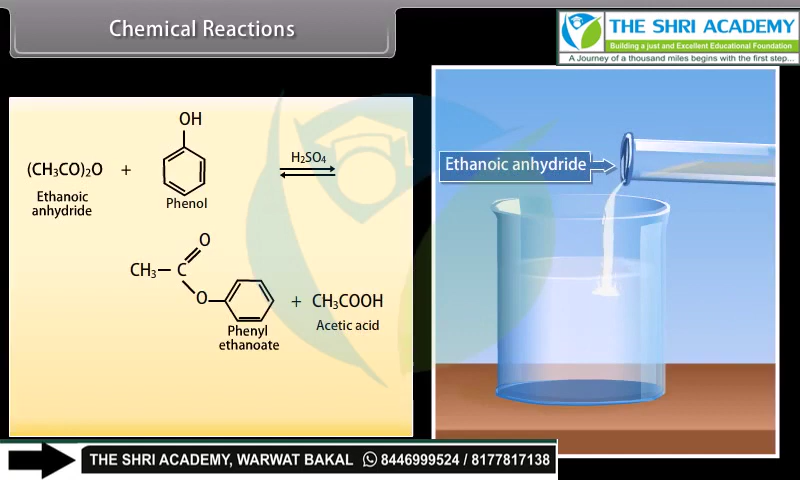 Chemical Reactions
THE SHRI ACADEMY
Building a just and Excellent Educational Foundation
A Journey of a thousand miles begins with the first step...
OH
(CH₃CO)₂O + H₂SO₄
Ethanoic
anhydride
Phenol
Ethanoic anhydride
O
CH₃ C
O + CH₃COOH
Phenyl
ethanoate
Acetic acid
THE SHRI ACADEMY, WARWAT BAKAL 8446999524 / 8177817138